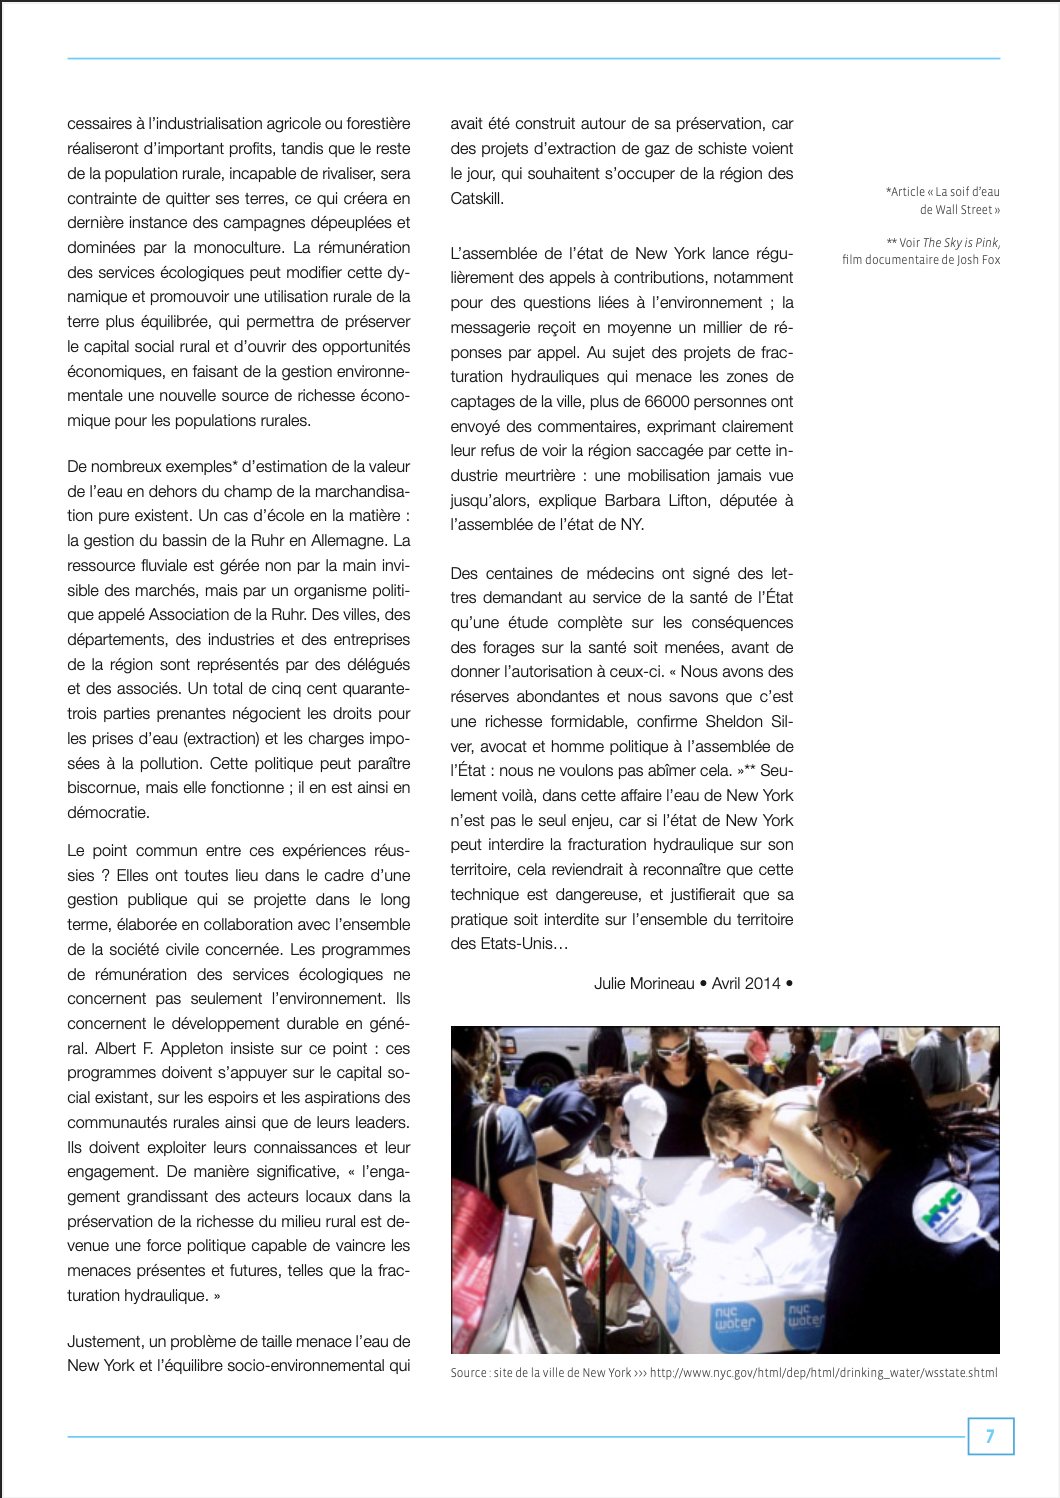 cessaires à l’industrialisation agricole ou forestière
réaliseront d’important profits, tandis que le reste
de la population rurale, incapable de rivaliser, sera
contrainte de quitter ses terres, ce qui créera en
dernière instance des campagnes dépeuplées et
dominées par la monoculture. La rémunération
des services écologiques peut modifier cette dy-
namique et promouvoir une utilisation rurale de la
terre plus équilibrée, qui permettra de préserver
le capital social rural et d’ouvrir des opportunités
économiques, en faisant de la gestion environne-
mentale une nouvelle source de richesse écono-
mique pour les populations rurales.
De nombreux exemples* d’estimation de la valeur
de l’eau en dehors du champ de la marchandisa-
tion pure existent. Un cas d’école en la matière :
la gestion du bassin de la Ruhr en Allemagne. La
ressource fluviale est gérée non par la main invi-
sible des marchés, mais par un organisme politi-
que appelé Association de la Ruhr. Des villes, des
départements, des industries et des entreprises
de la région sont représentés par des délégués
et des associés. Un total de cinq cent quarante-
trois parties prenantes négocient les droits pour
les prises d’eau (extraction) et les charges impo-
sées à la pollution. Cette politique peut paraître
biscornue, mais elle fonctionne ; il en est ainsi en
démocratie.
Le point commun entre ces expériences réus-
sies ? Elles ont toutes lieu dans le cadre d’une
gestion publique qui se projette dans le long
terme, élaborée en collaboration avec l’ensemble
de la société civile concernée. Les programmes
de rémunération des services écologiques ne
concernent pas seulement l’environnement. Ils
concernent le développement durable en géné-
ral. Albert F. Appleton insiste sur ce point : ces
programmes doivent s’appuyer sur le capital so-
cial existant, sur les espoirs et les aspirations des
communautés rurales ainsi que de leurs leaders.
Ils doivent exploiter leurs connaissances et leur
engagement. De manière significative, « l’enga-
gement grandissant des acteurs locaux dans la
préservation de la richesse du milieu rural est de-
venue une force politique capable de vaincre les
menaces présentes et futures, telles que la frac-
turation hydraulique. »
Justement, un problème de taille menace l’eau de
New York et l’équilibre socio-environnemental qui
avait été construit autour de sa préservation, car
des projets d’extraction de gaz de schiste voient
le jour, qui souhaitent s’occuper de la région des
Catskill.
L’assemblée de l’état de New York lance régu-
lièrement des appels à contributions, notamment
pour des questions liées à l’environnement ; la
messagerie reçoit en moyenne un millier de ré-
ponses par appel. Au sujet des projets de frac-
turation hydrauliques qui menace les zones de
captages de la ville, plus de 66000 personnes ont
envoyé des commentaires, exprimant clairement
leur refus de voir la région saccagée par cette in-
dustrie meurtrière : une mobilisation jamais vue
jusqu’alors, explique Barbara Lifton, députée à
l’assemblée de l’état de NY.
Des centaines de médecins ont signé des let-
tres demandant au service de la santé de l’État
qu’une étude complète sur les conséquences
des forages sur la santé soit menées, avant de
donner l’autorisation à ceux-ci. « Nous avons des
réserves abondantes et nous savons que c’est
une richesse formidable, confirme Sheldon Sil-
ver, avocat et homme politique à l’assemblée de
l’État : nous ne voulons pas abîmer cela. »** Seu-
lement voilà, dans cette affaire l’eau de New York
n’est pas le seul enjeu, car si l’état de New York
peut interdire la fracturation hydraulique sur son
territoire, cela reviendrait à reconnaître que cette
technique est dangereuse, et justifierait que sa
pratique soit interdite sur l’ensemble du territoire
des Etats-Unis…
Julie Morineau • Avril 2014 •
*Article « La soif d’eau
de Wall Street »
** Voir The Sky is Pink,
film documentaire de Josh Fox
NYC
nyc
water
nyc
water
Source : site de la ville de New York >>> http://www.nyc.gov/html/dep/html/drinking_water/wsstate.shtml
7